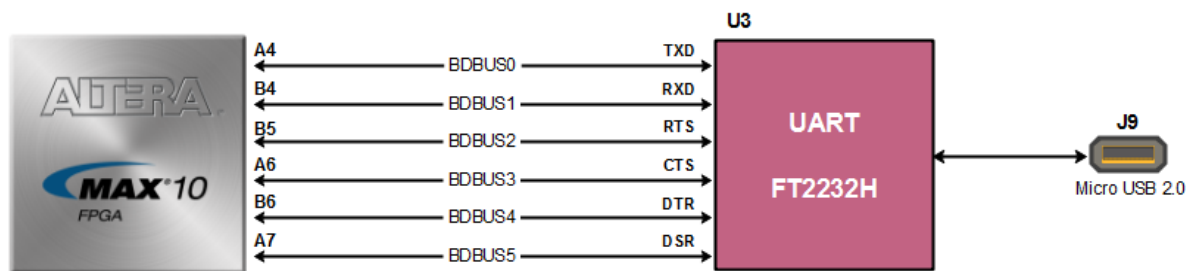 U3
A4 BDBUS0 TXD
B4 BDBUS1 RXD
B5 BDBUS2 RTS
A6 BDBUS3 CTS
B6 BDBUS4 DTR
A7 BDBUS5 DSR
ALTERA
MAX®10
FPGA
UART
FT2232H
J9
Micro USB 2.0